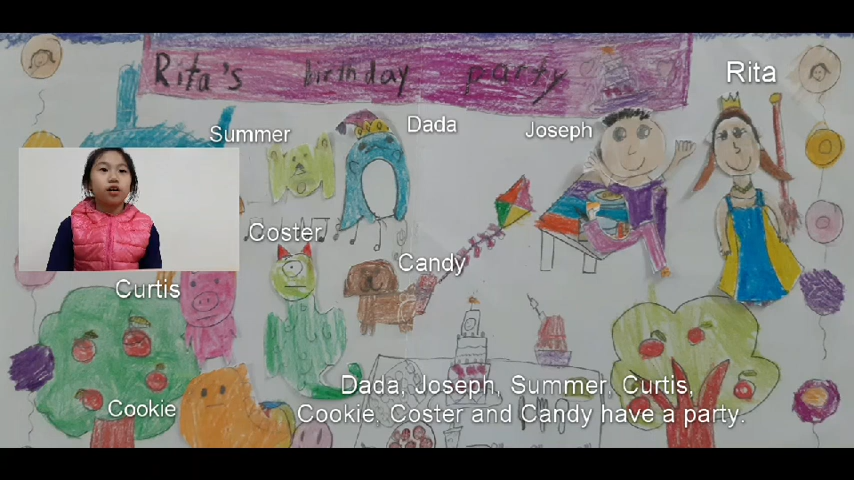 Rita's birthday party
Rita
Summer
Dada
Joseph
Coster
Candy
Curtis
Cookie
Dada, Joseph, Summer, Curtis,
Cookie, Coster and Candy have a party.